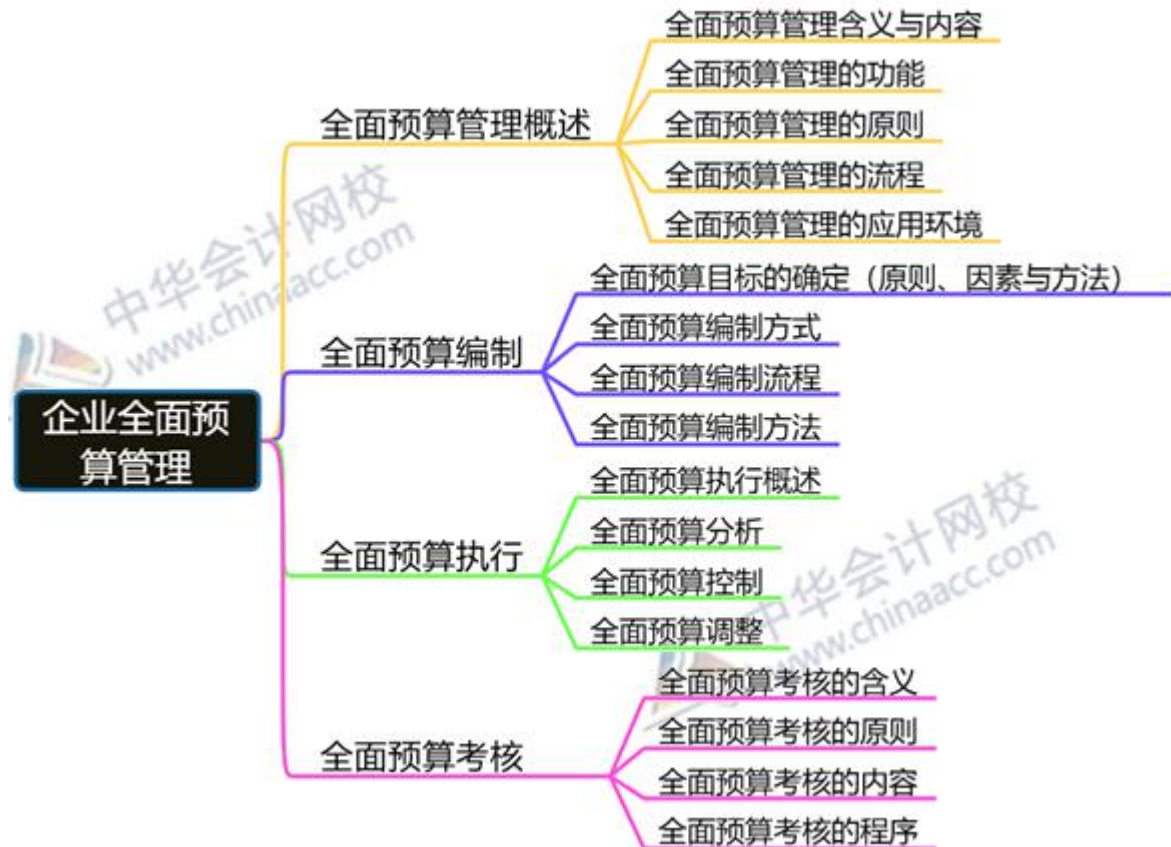 企业全面预
算管理
全面预算管理概述
全面预算管理含义与内容
全面预算管理的功能
全面预算管理的原则
全面预算管理的流程
全面预算管理的应用环境
全面预算编制
全面预算目标的确定（原则、因素与方法）
全面预算编制方式
全面预算编制流程
全面预算编制方法
全面预算执行
全面预算执行概述
全面预算分析
全面预算控制
全面预算调整
全面预算考核
全面预算考核的含义
全面预算考核的原则
全面预算考核的内容
全面预算考核的程序
中华会计网校
www.chinaacc.com
中华会计网校
www.chinaacc.com